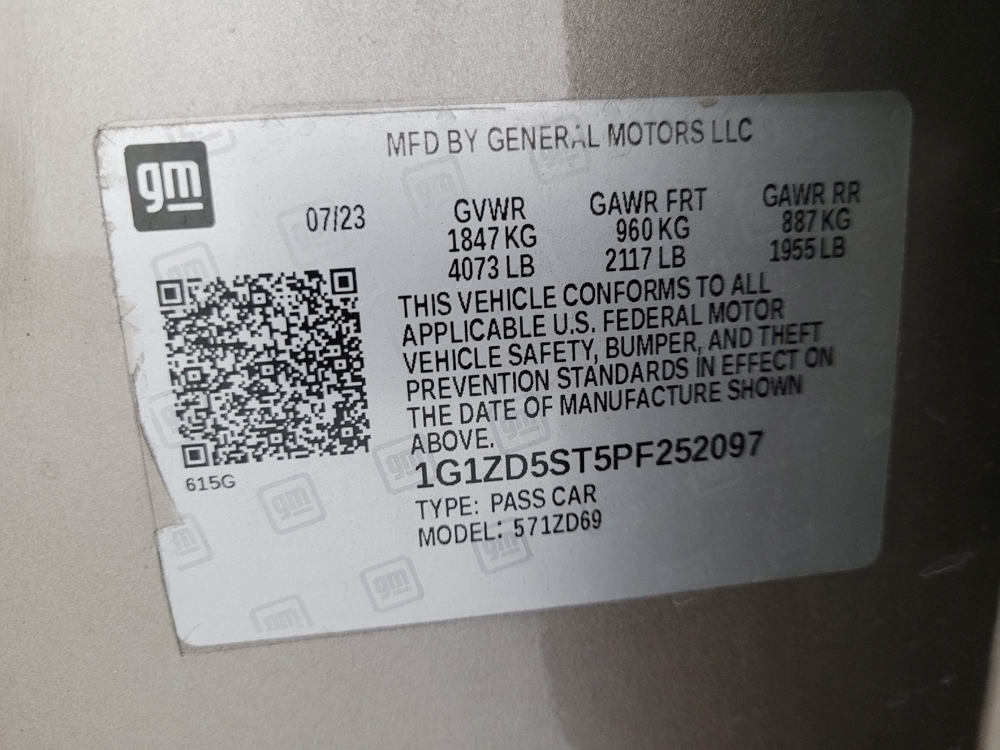 gm
MFD BY GENERAL MOTORS LLC
07/23
GVWR
1847 KG
4073 LB
GAWR FRT
960 KG
2117 LB
GAWR RR
887 KG
1955 LB
THIS VEHICLE CONFORMS TO ALL
APPLICABLE U.S. FEDERAL MOTOR
VEHICLE SAFETY, BUMPER, AND THEFT
PREVENTION STANDARDS IN EFFECT ON
THE DATE OF MANUFACTURE SHOWN
ABOVE.
1G1ZD5ST5PF252097
TYPE: PASS CAR
MODEL: 571ZD69
615G